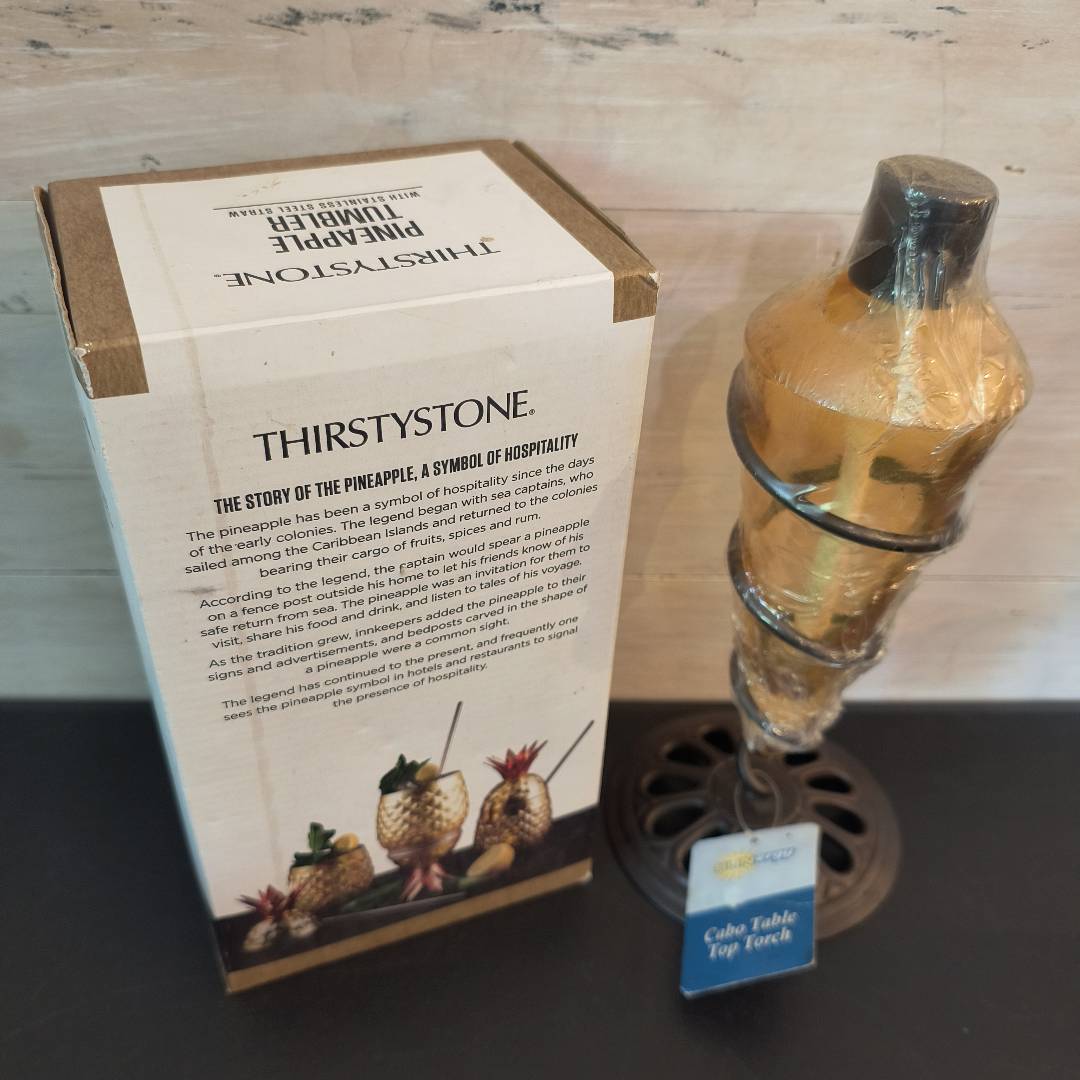 THIRSTYSTONE®
PINEAPPLE
TUMBLER
WITH STAINLESS STEEL STRAW
THIRSTYSTONE®
THE STORY OF THE PINEAPPLE, A SYMBOL OF HOSPITALITY
The pineapple has been a symbol of hospitality since the days
of the early colonies. The legend began with sea captains, who
sailed among the Caribbean Islands and returned to the colonies
bearing their cargo of fruits, spices and rum.
According to the legend, the captain would spear a pineapple
on a fence post outside his home to let his friends know of his
safe return from sea. The pineapple was an invitation for them to
visit, share his food and drink, and listen to tales of his voyage.
As the tradition grew, innkeepers added the pineapple to their
signs and advertisements, and bedposts carved in the shape of
a pineapple were a common sight.
The legend has continued to the present, and frequently one
sees the pineapple symbol in hotels and restaurants to signal
the presence of hospitality.
Cabo Table
Top Torch